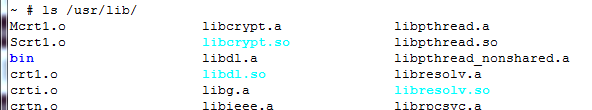 ~ # ls /usr/lib/
Mcrt1.o libcrypt.a libpthread.a
Scrt1.o libcrypt.so libpthread.so
bin libdl.a libpthread_nonshared.a
crt1.o libdl.so libresolv.a
crti.o libg.a libresolv.so
crtn.o libieee.a librpcsvc.a